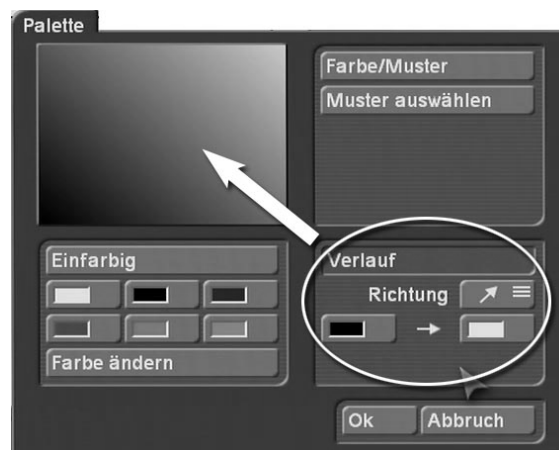 Palette
Farbe/Muster
Muster auswählen
Einfarbig
Farbe ändern
Verlauf
Richtung
Ok
Abbruch